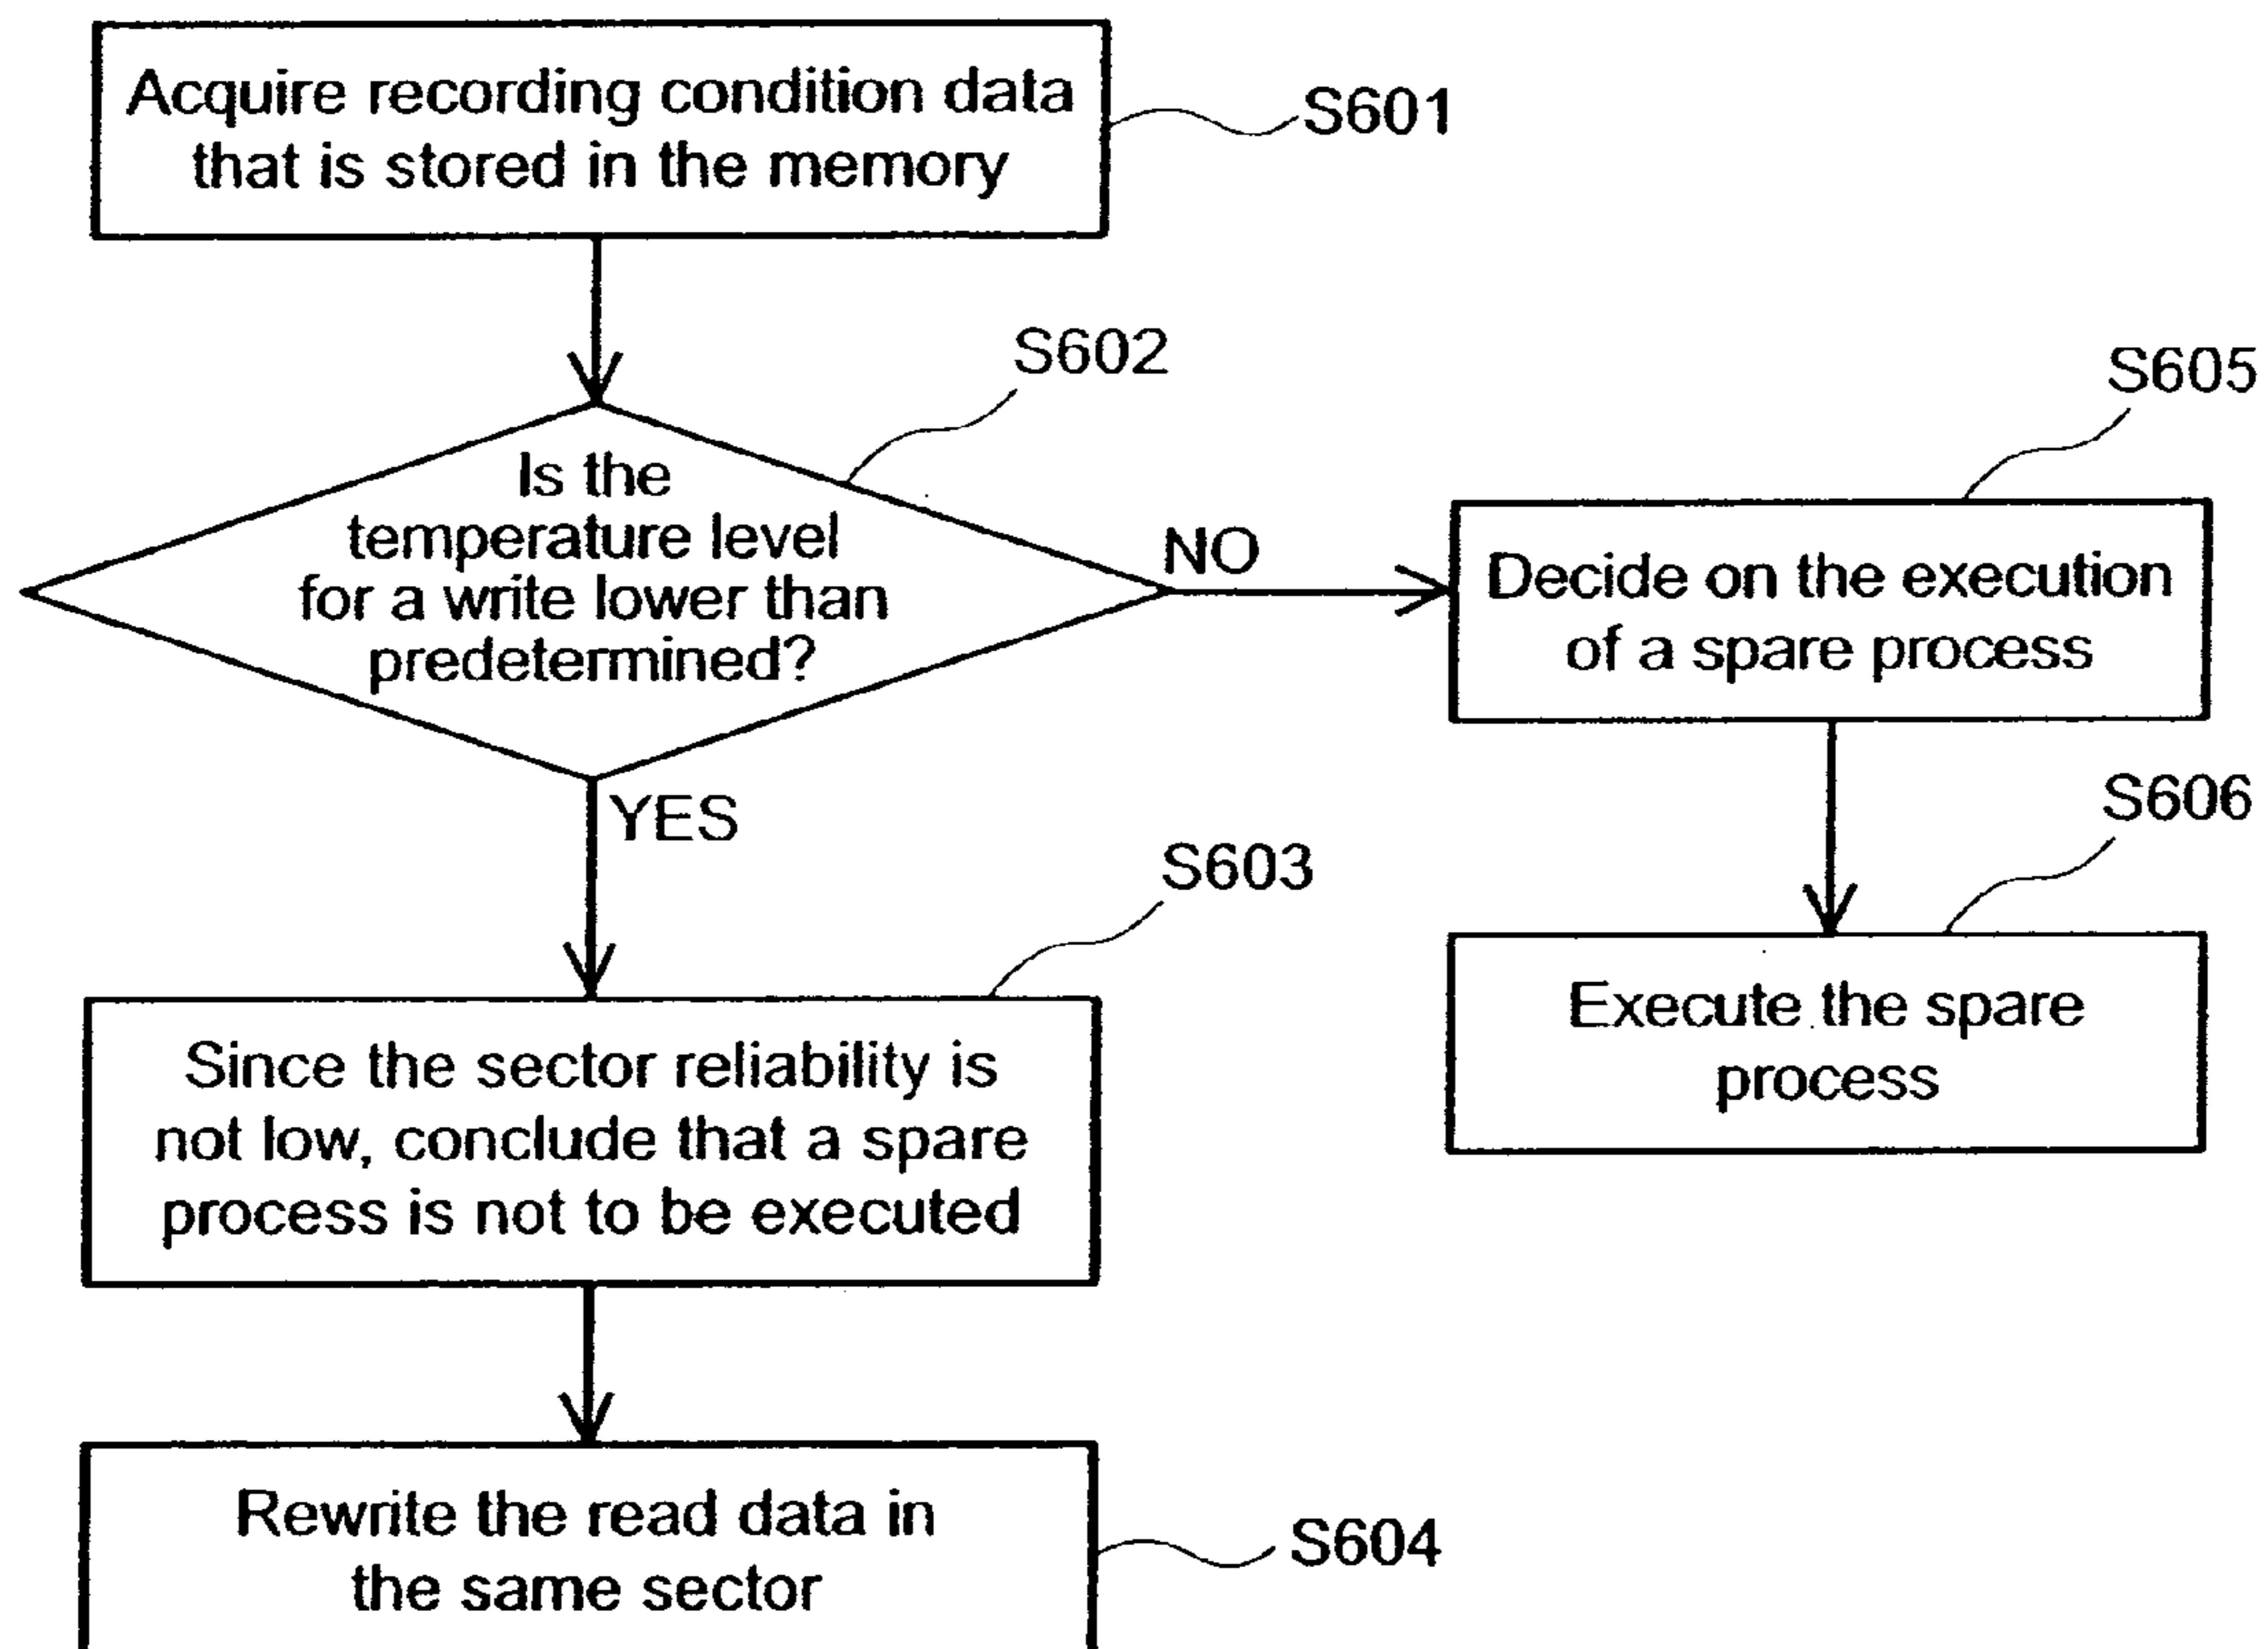 Acquire recording condition data
that is stored in the memory
S601
S602
Is the
temperature level
for a write lower than
predetermined?
NO
YES
S605
Decide on the execution
of a spare process
S606
Execute the spare
process
S603
Since the sector reliability is
not low, conclude that a spare
process is not to be executed
Rewrite the read data in
the same sector
S604